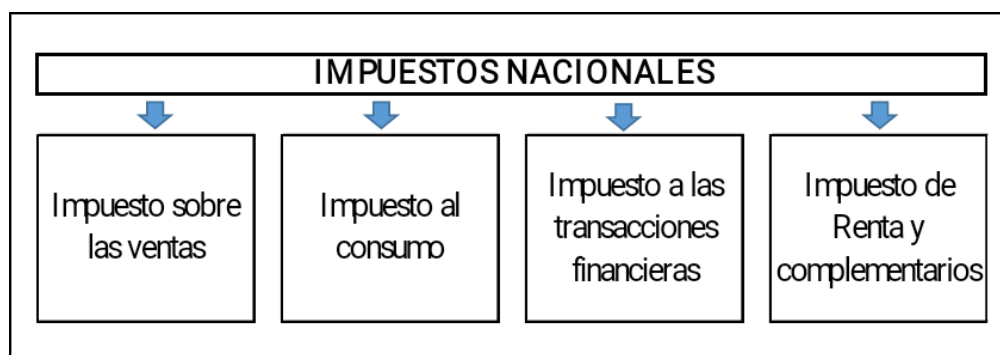 IMPUESTOS NACIONALES
Impuesto sobre
las ventas
Impuesto al
consumo
Impuesto a las
transacciones
financieras
Impuesto de
Renta y
complementarios